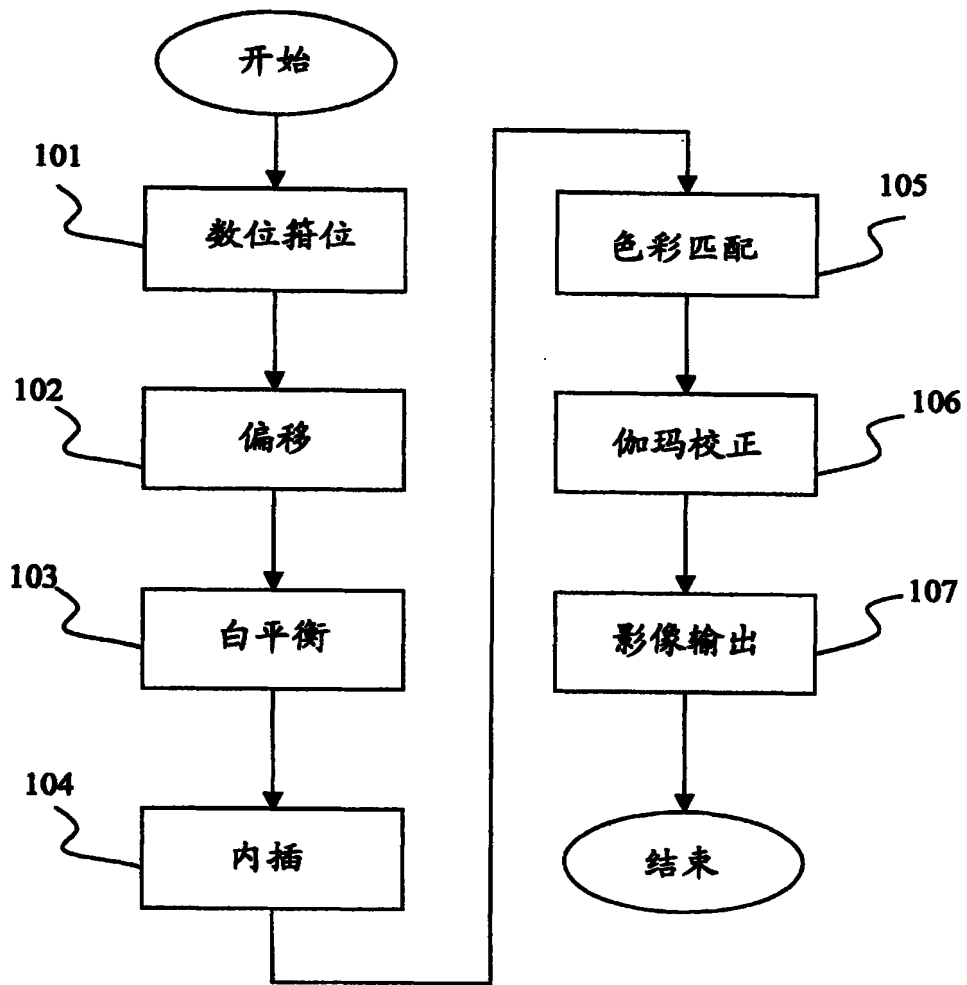 开始
101
数位箝位
102
偏移
103
白平衡
104
内插
105
色彩匹配
106
伽玛校正
107
影像输出
结束